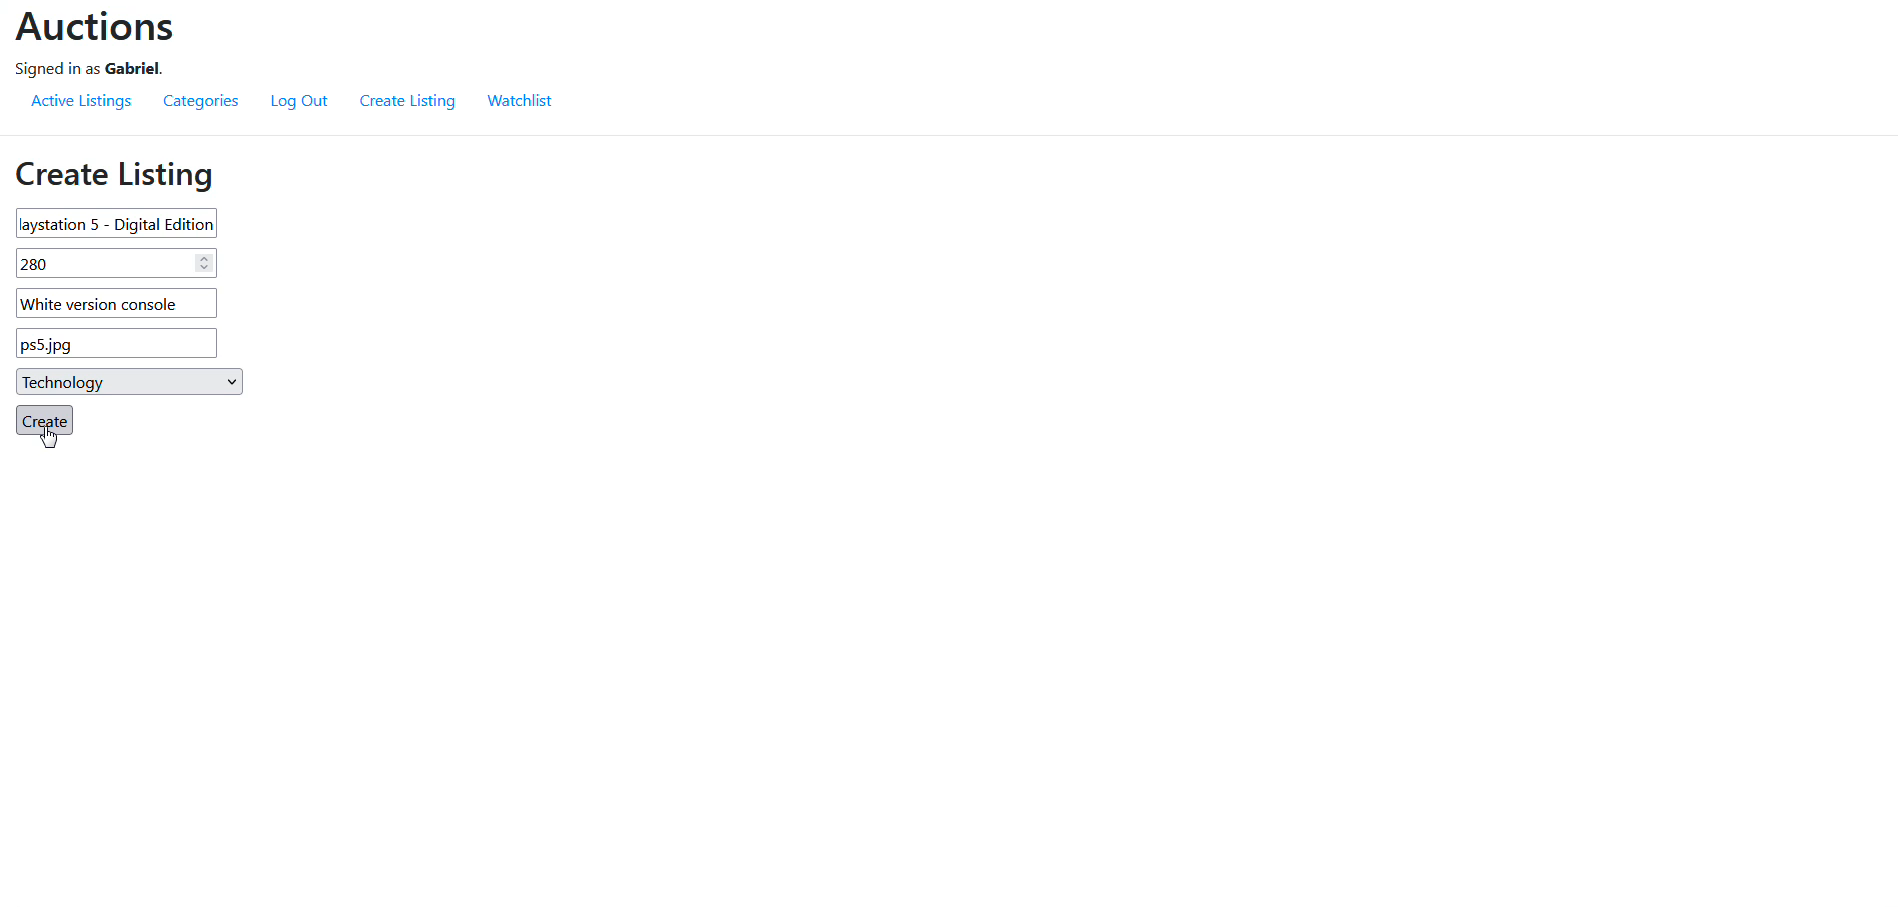 Auctions
Signed in as Gabriel.
Active Listings Categories Log Out Create Listing Watchlist
Create Listing
laystation 5 - Digital Edition
280
White version console
ps5.jpg
Technology
Create